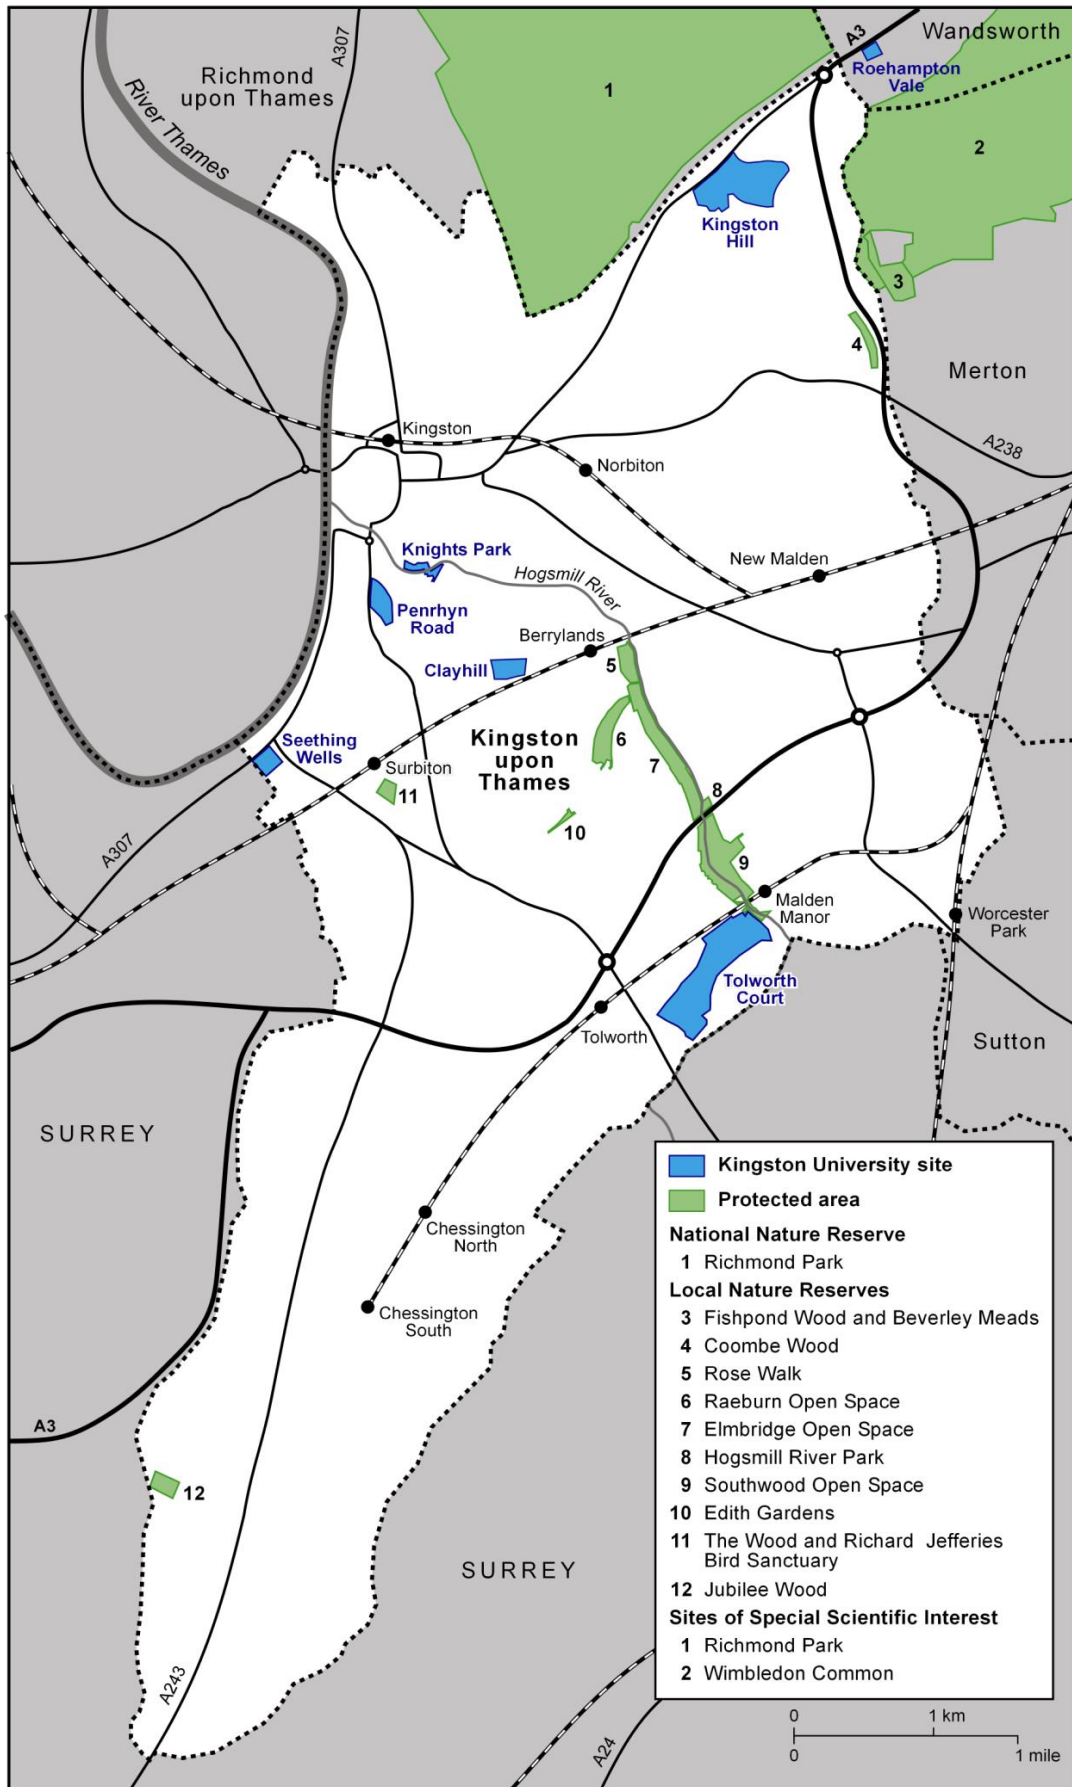 A307
A3
Wandsworth
Richmond
upon Thames
Roehampton
Vale
1
River Thames
2
Kingston
Hill
3
4
Merton
Kingston
A238
Norbiton
Knights Park
New Malden
Hogsmill River
Penrhyn
Road
Berrylands
5
Clayhill
Seething
Wells
Kingston
upon
Thames
6
7
Surbiton
11
8
10
A307
9
Malden
Manor
Worcester
Park
Tolworth
Court
Tolworth
Sutton
SURREY
Chessington
North
Chessington
South
A3
12
SURREY
A243
A24
Kingston University site
Protected area
National Nature Reserve
1 Richmond Park
Local Nature Reserves
3 Fishpond Wood and Beverley Meads
4 Coombe Wood
5 Rose Walk
6 Raeburn Open Space
7 Elmbridge Open Space
8 Hogsmill River Park
9 Southwood Open Space
10 Edith Gardens
11 The Wood and Richard Jefferies
Bird Sanctuary
12 Jubilee Wood
Sites of Special Scientific Interest
1 Richmond Park
2 Wimbledon Common
0 1 km
0 1 mile